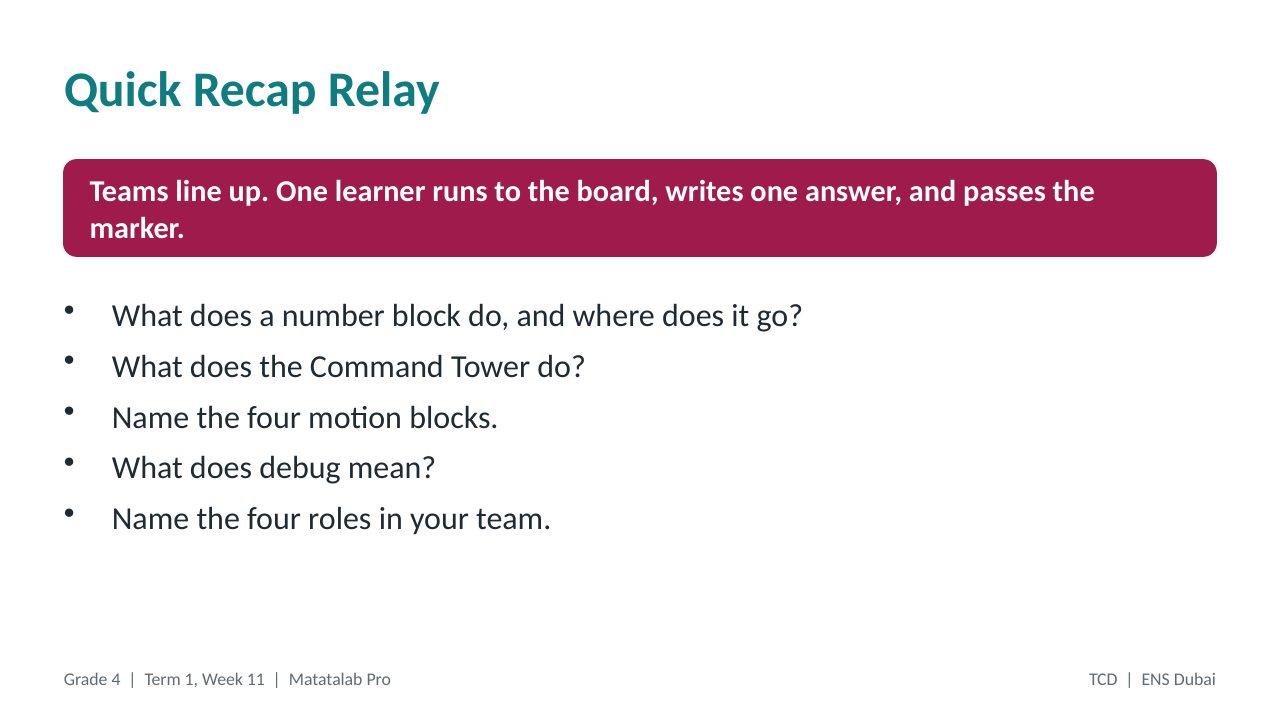 Quick Recap Relay
Teams line up. One learner runs to the board, writes one answer, and passes the
marker.
• What does a number block do, and where does it go?
• What does the Command Tower do?
• Name the four motion blocks.
• What does debug mean?
• Name the four roles in your team.
Grade 4 | Term 1, Week 11 | Matatalab Pro
TCD | ENS Dubai